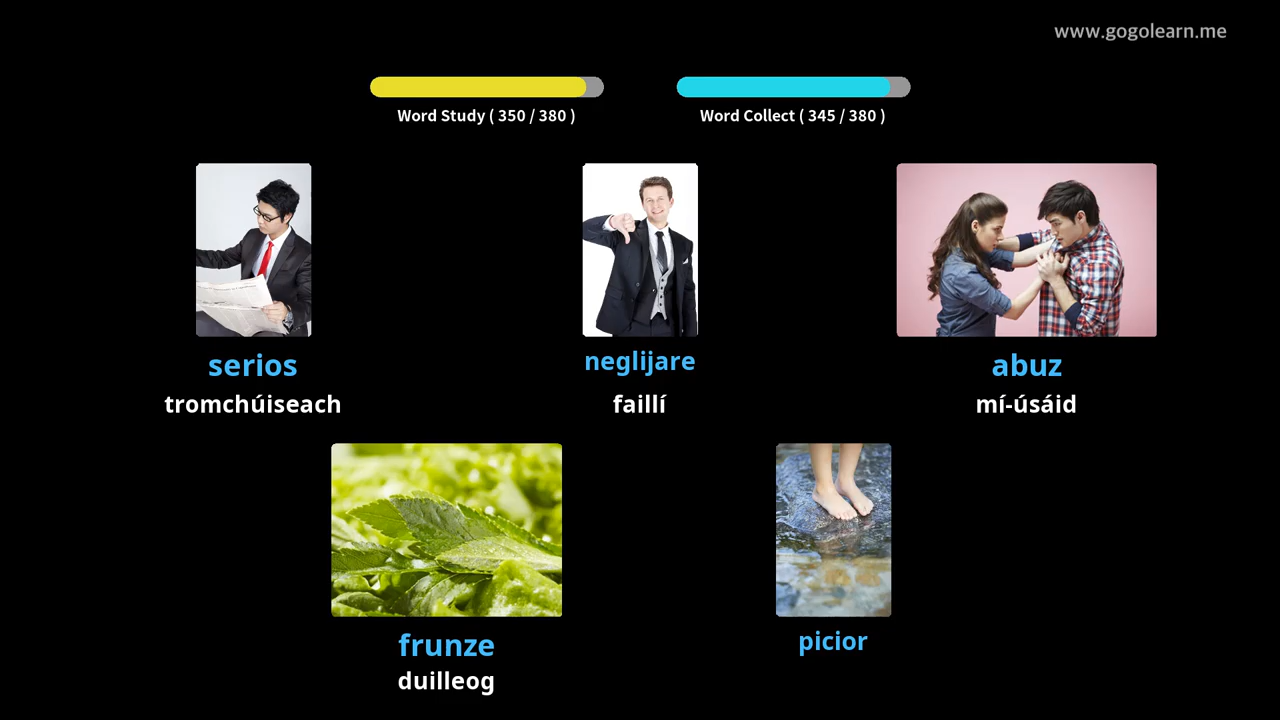 www.gogolearn.me
Word Study ( 350 / 380 )
Word Collect ( 345 / 380 )
serios
neglijare
abuz
tromchúiseach
faillí
mí-úsáid
frunze
picior
duilleog